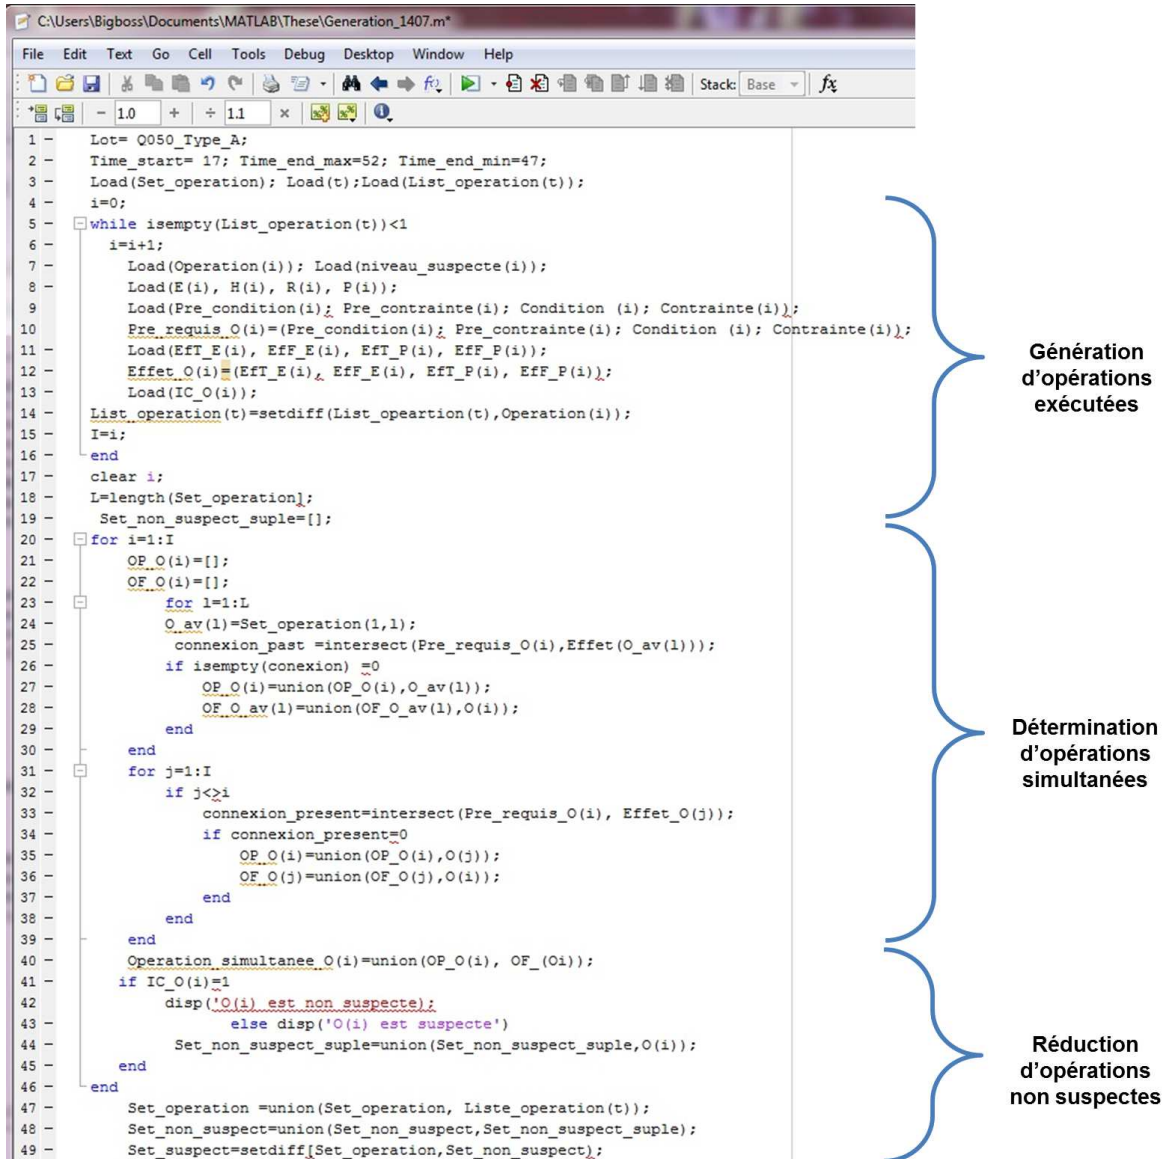 C:\Users\Bigboss\Documents\MATLAB\These\Generation_1407.m*
File Edit Text Go Cell Tools Debug Desktop Window Help
Stack: Base fx
− 1.0 + ÷ 1.1 ×
1 − Lot= Q050_Type_A;
2 − Time_start= 17; Time_end_max=52; Time_end_min=47;
3 − Load(Set_operation); Load(t);Load(List_operation(t));
4 − i=0;
5 − while isempty(List_operation(t))<1
6 − i=i+1;
7 − Load(Operation(i)); Load(niveau_suspecte(i));
8 − Load(E(i), H(i), R(i), P(i));
9 Load(Pre_condition(i); Pre_contrainte(i); Condition (i); Contrainte(i));
10 Pre_requis_O(i)=(Pre_condition(i); Pre_contrainte(i); Condition (i); Contrainte(i));
11 − Load(EfT_E(i), EfF_E(i), EfT_P(i), EfF_P(i));
12 − Effet_O(i)=(EfT_E(i), EfF_E(i), EfT_P(i), EfF_P(i));
13 − Load(IC_O(i));
14 − List_operation(t)=setdiff(List_opeartion(t),Operation(i));
15 − I=i;
16 − end
17 − clear i;
18 − L=length(Set_operation];
19 − Set_non_suspect_suple=[];
Génération
d'opérations
exécutées
20 − for i=1:I
21 − OP_O(i)=[];
22 − OF_O(i)=[];
23 − for l=1:L
24 − O_av(l)=Set_operation(1,l);
25 − connexion_past =intersect(Pre_requis_O(i),Effet(O_av(l)));
26 − if isempty(conexion) =0
27 − OP_O(i)=union(OP_O(i),O_av(l));
28 − OF_O_av(l)=union(OF_O_av(l),O(i));
29 − end
30 − end
31 − for j=1:I
32 − if j<>i
33 − connexion_present=intersect(Pre_requis_O(i), Effet_O(j));
34 − if connexion_present=0
35 − OP_O(i)=union(OP_O(i),O(j));
36 − OF_O(j)=union(OF_O(j),O(i));
37 − end
38 − end
39 − end
Détermination
d'opérations
simultanées
40 − Operation_simultanee_O(i)=union(OP_O(i), OF_(Oi));
41 − if IC_O(i)=1
42 disp('O(i) est non suspecte);
43 − else disp('O(i) est suspecte')
44 − Set_non_suspect_suple=union(Set_non_suspect_suple,O(i));
45 − end
46 − end
47 − Set_operation =union(Set_operation, Liste_operation(t));
48 − Set_non_suspect=union(Set_non_suspect,Set_non_suspect_suple);
49 − Set_suspect=setdiff[Set_operation,Set_non_suspect);
Réduction
d'opérations
non suspectes